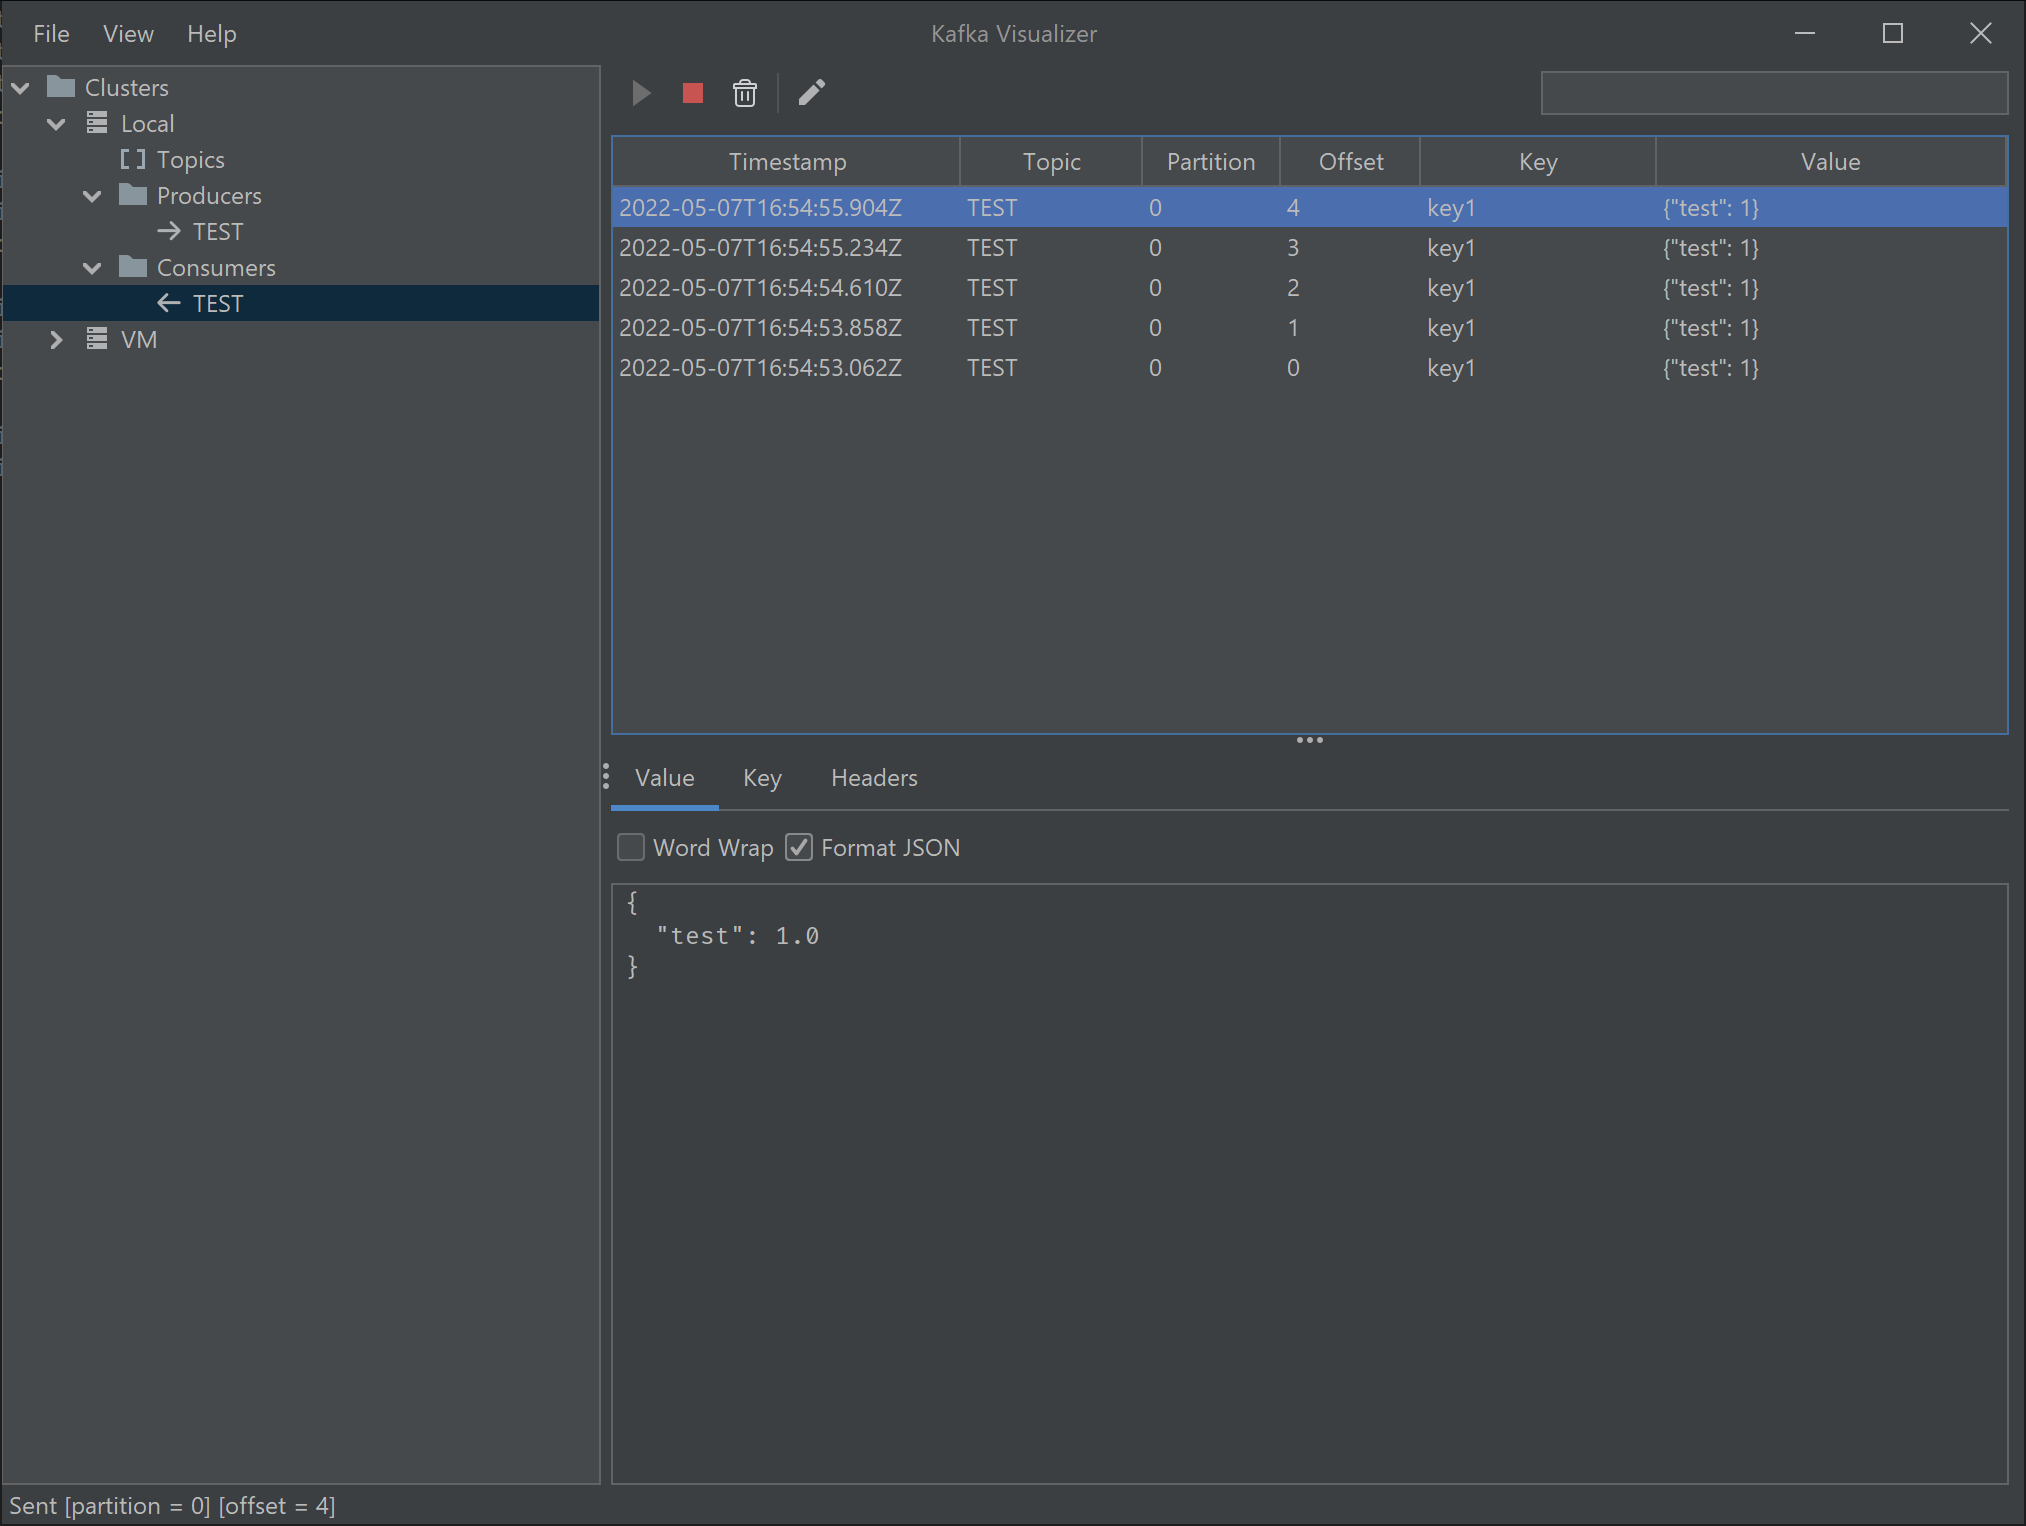 File View Help
Kafka Visualizer
Clusters
Local
Topics
Producers
TEST
Consumers
TEST
VM
Timestamp Topic Partition Offset Key Value
2022-05-07T16:54:55.904Z TEST 0 4 key1 {"test": 1}
2022-05-07T16:54:55.234Z TEST 0 3 key1 {"test": 1}
2022-05-07T16:54:54.610Z TEST 0 2 key1 {"test": 1}
2022-05-07T16:54:53.858Z TEST 0 1 key1 {"test": 1}
2022-05-07T16:54:53.062Z TEST 0 0 key1 {"test": 1}
Value Key Headers
Word Wrap Format JSON
{
"test": 1.0
}
Sent [partition = 0] [offset = 4]